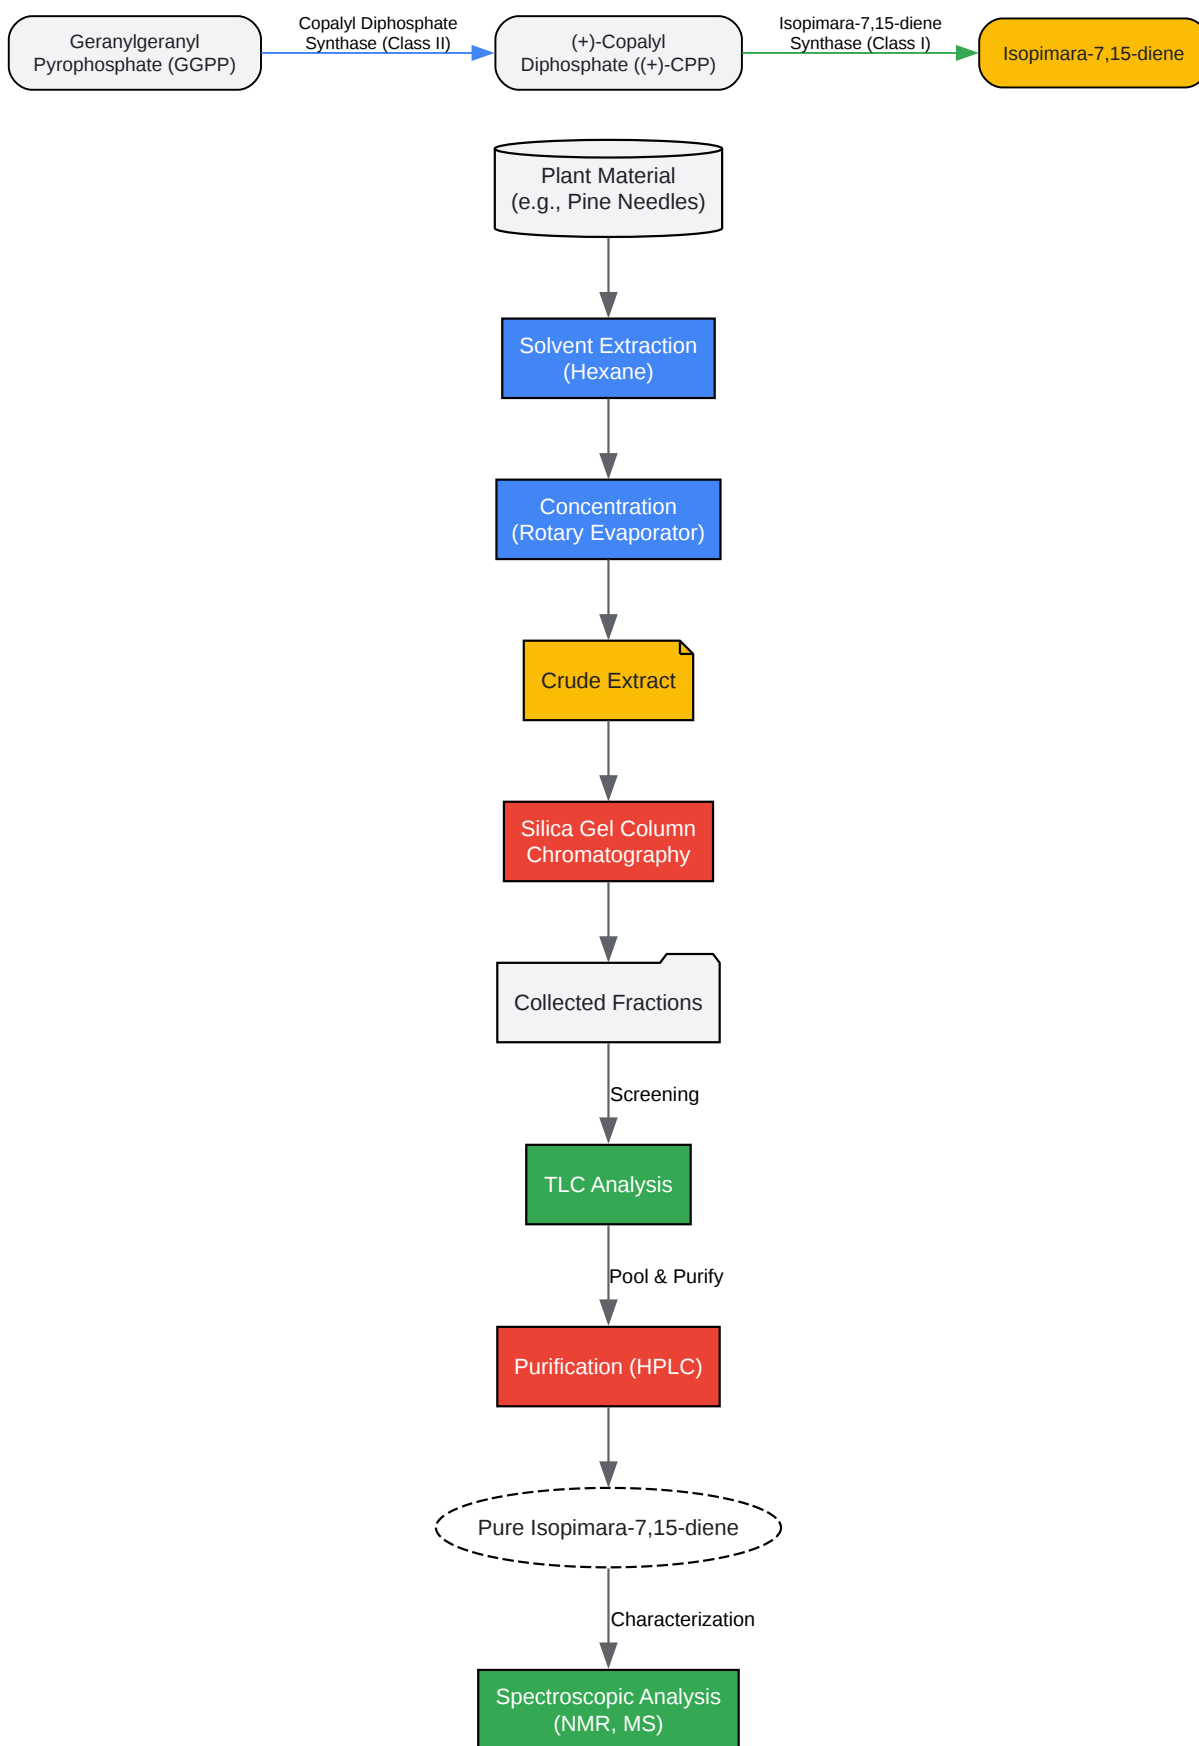 Geranylgeranyl
Pyrophosphate (GGPP)
Copalyl Diphosphate
Synthase (Class II)
(+)-Copalyl
Diphosphate ((+)-CPP)
Isopimara-7,15-diene
Synthase (Class I)
Isopimara-7,15-diene
Plant Material
(e.g., Pine Needles)
Solvent Extraction
(Hexane)
Concentration
(Rotary Evaporator)
Crude Extract
Silica Gel Column
Chromatography
Collected Fractions
Screening
TLC Analysis
Pool & Purify
Purification (HPLC)
Pure Isopimara-7,15-diene
Characterization
Spectroscopic Analysis
(NMR, MS)